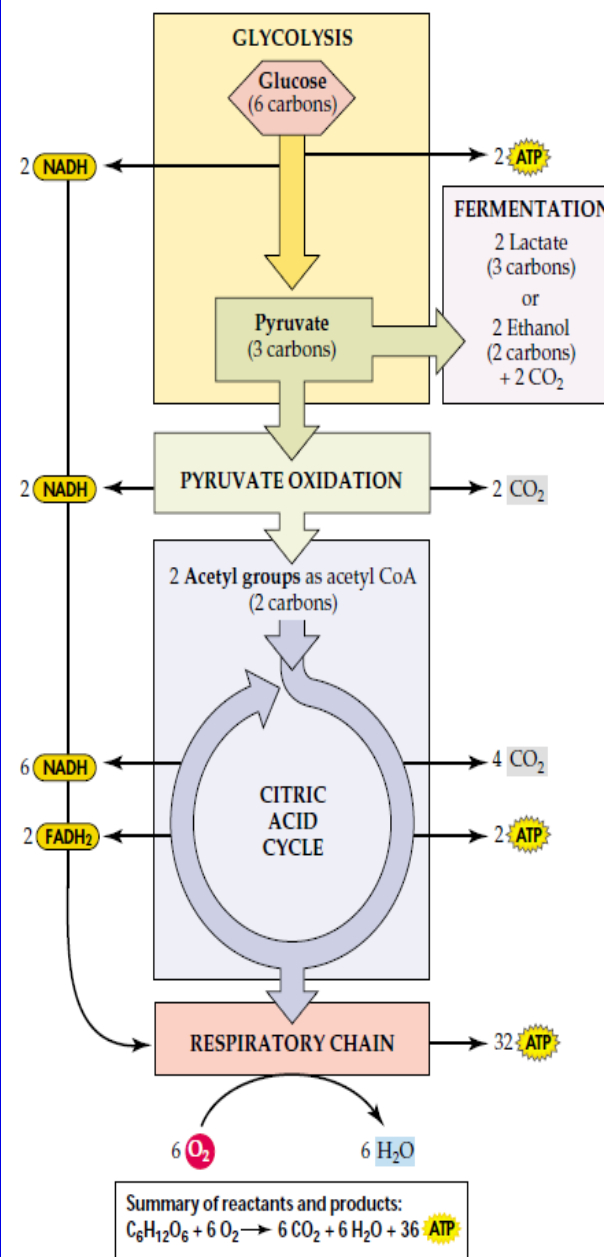 GLYCOLYSIS
Glucose
(6 carbons)
2 NADH
2 ATP
FERMENTATION
2 Lactate
(3 carbons)
or
2 Ethanol
(2 carbons)
+ 2 CO₂
Pyruvate
(3 carbons)
2 NADH
PYRUVATE OXIDATION
2 CO₂
2 Acetyl groups as acetyl CoA
(2 carbons)
6 NADH
4 CO₂
CITRIC
ACID
CYCLE
2 FADH₂
2 ATP
RESPIRATORY CHAIN
32 ATP
6 O₂
6 H₂O
Summary of reactants and products:
C₆H₁₂O₆ + 6 O₂ → 6 CO₂ + 6 H₂O + 36 ATP